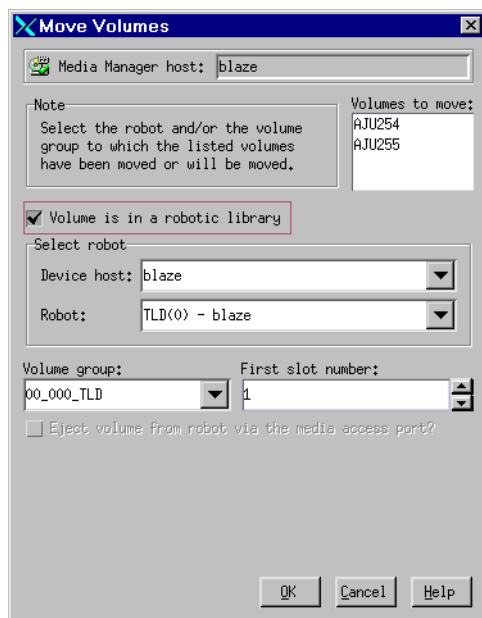 Move Volumes
Media Manager host: blaze
Note
Select the robot and/or the volume
group to which the listed volumes
have been moved or will be moved.
Volumes to move:
AJU254
AJU255
Volume is in a robotic library
Select robot
Device host: blaze
Robot: TLD(0) - blaze
Volume group:
00_000_TLD
First slot number:
1
Eject volume from robot via the media access port?
OK Cancel Help